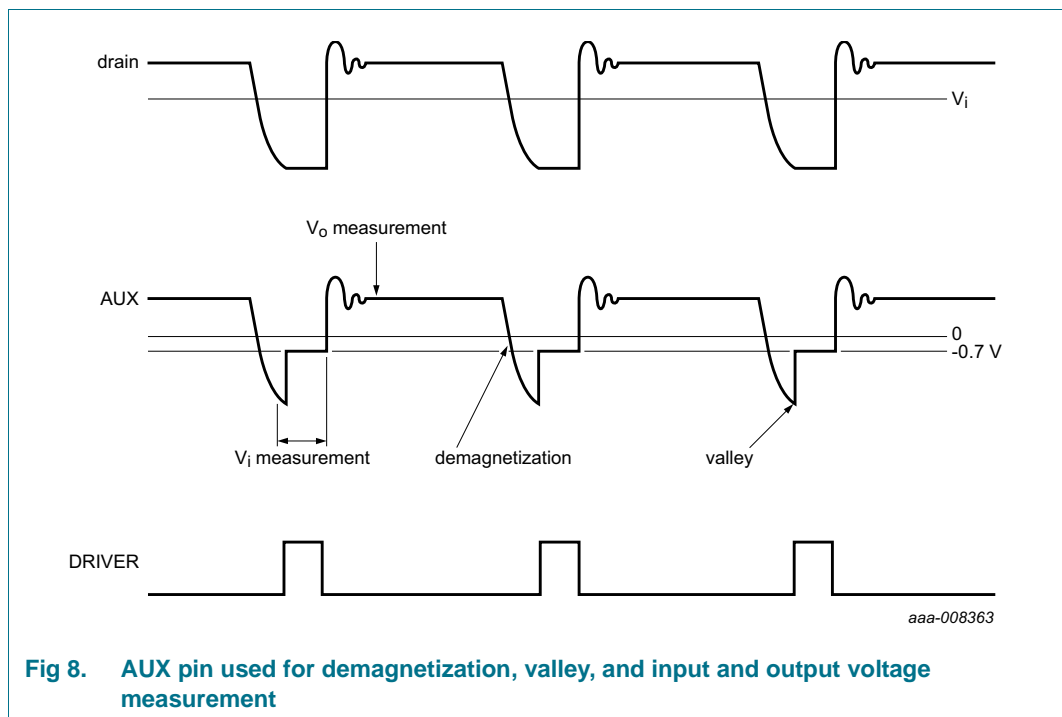 drain
Vi
Vo measurement
AUX
0
-0.7 V
Vi measurement
demagnetization
valley
DRIVER
aaa-008363
Fig 8. AUX pin used for demagnetization, valley, and input and output voltage
measurement